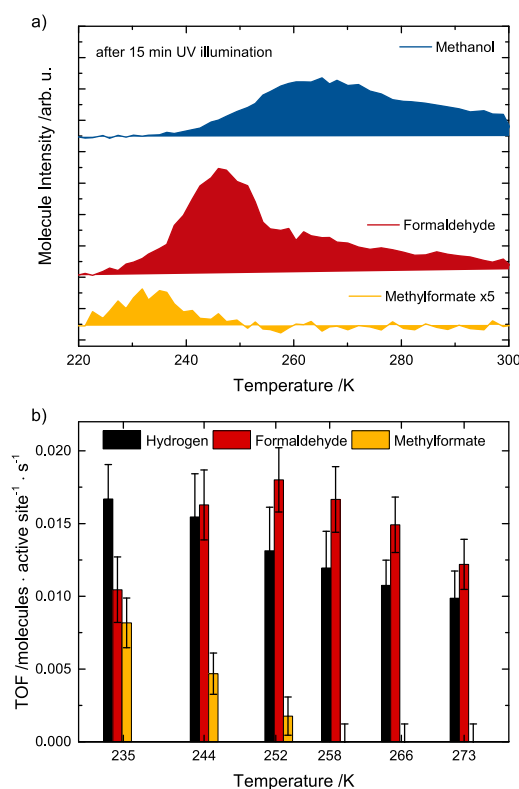 a)
after 15 min UV illumination
Methanol
Formaldehyde
Methylformate x5
Molecule Intensity /arb. u.
220 240 260 280 300
Temperature /K
b)
Hydrogen Formaldehyde Methylformate
0.020
0.015
0.010
0.005
0.000
TOF /molecules · active site⁻¹ · s⁻¹
235 244 252 258 266 273
Temperature /K